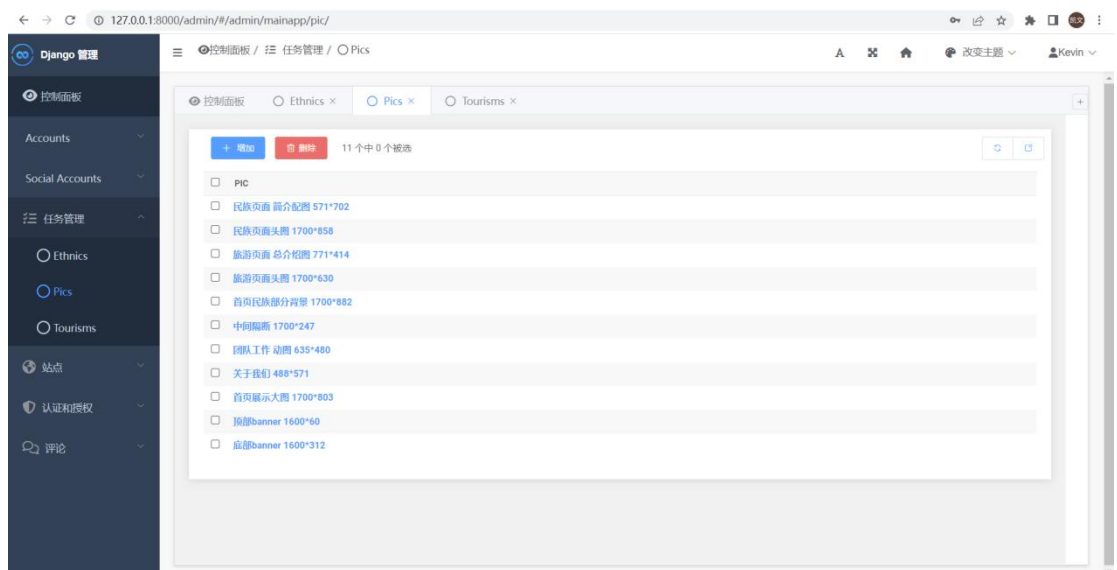 127.0.0.1:8000/admin/#/admin/mainapp/pic/
Django 管理
控制面板 / 任务管理 / Pics
A
改变主题
Kevin
控制面板
Accounts
Social Accounts
任务管理
Ethnics
Pics
Tourisms
站点
认证和授权
评论
控制面板
Ethnics ×
Pics ×
Tourisms ×
+ 增加
删除
11 个中 0 个被选
PIC
民族页面 简介配图 571*702
民族页面头图 1700*858
旅游页面 总介绍图 771*414
旅游页面头图 1700*630
首页民族部分背景 1700*882
中间隔断 1700*247
团队工作 动图 635*480
关于我们 488*571
首页展示大图 1700*803
顶部banner 1600*60
底部banner 1600*312